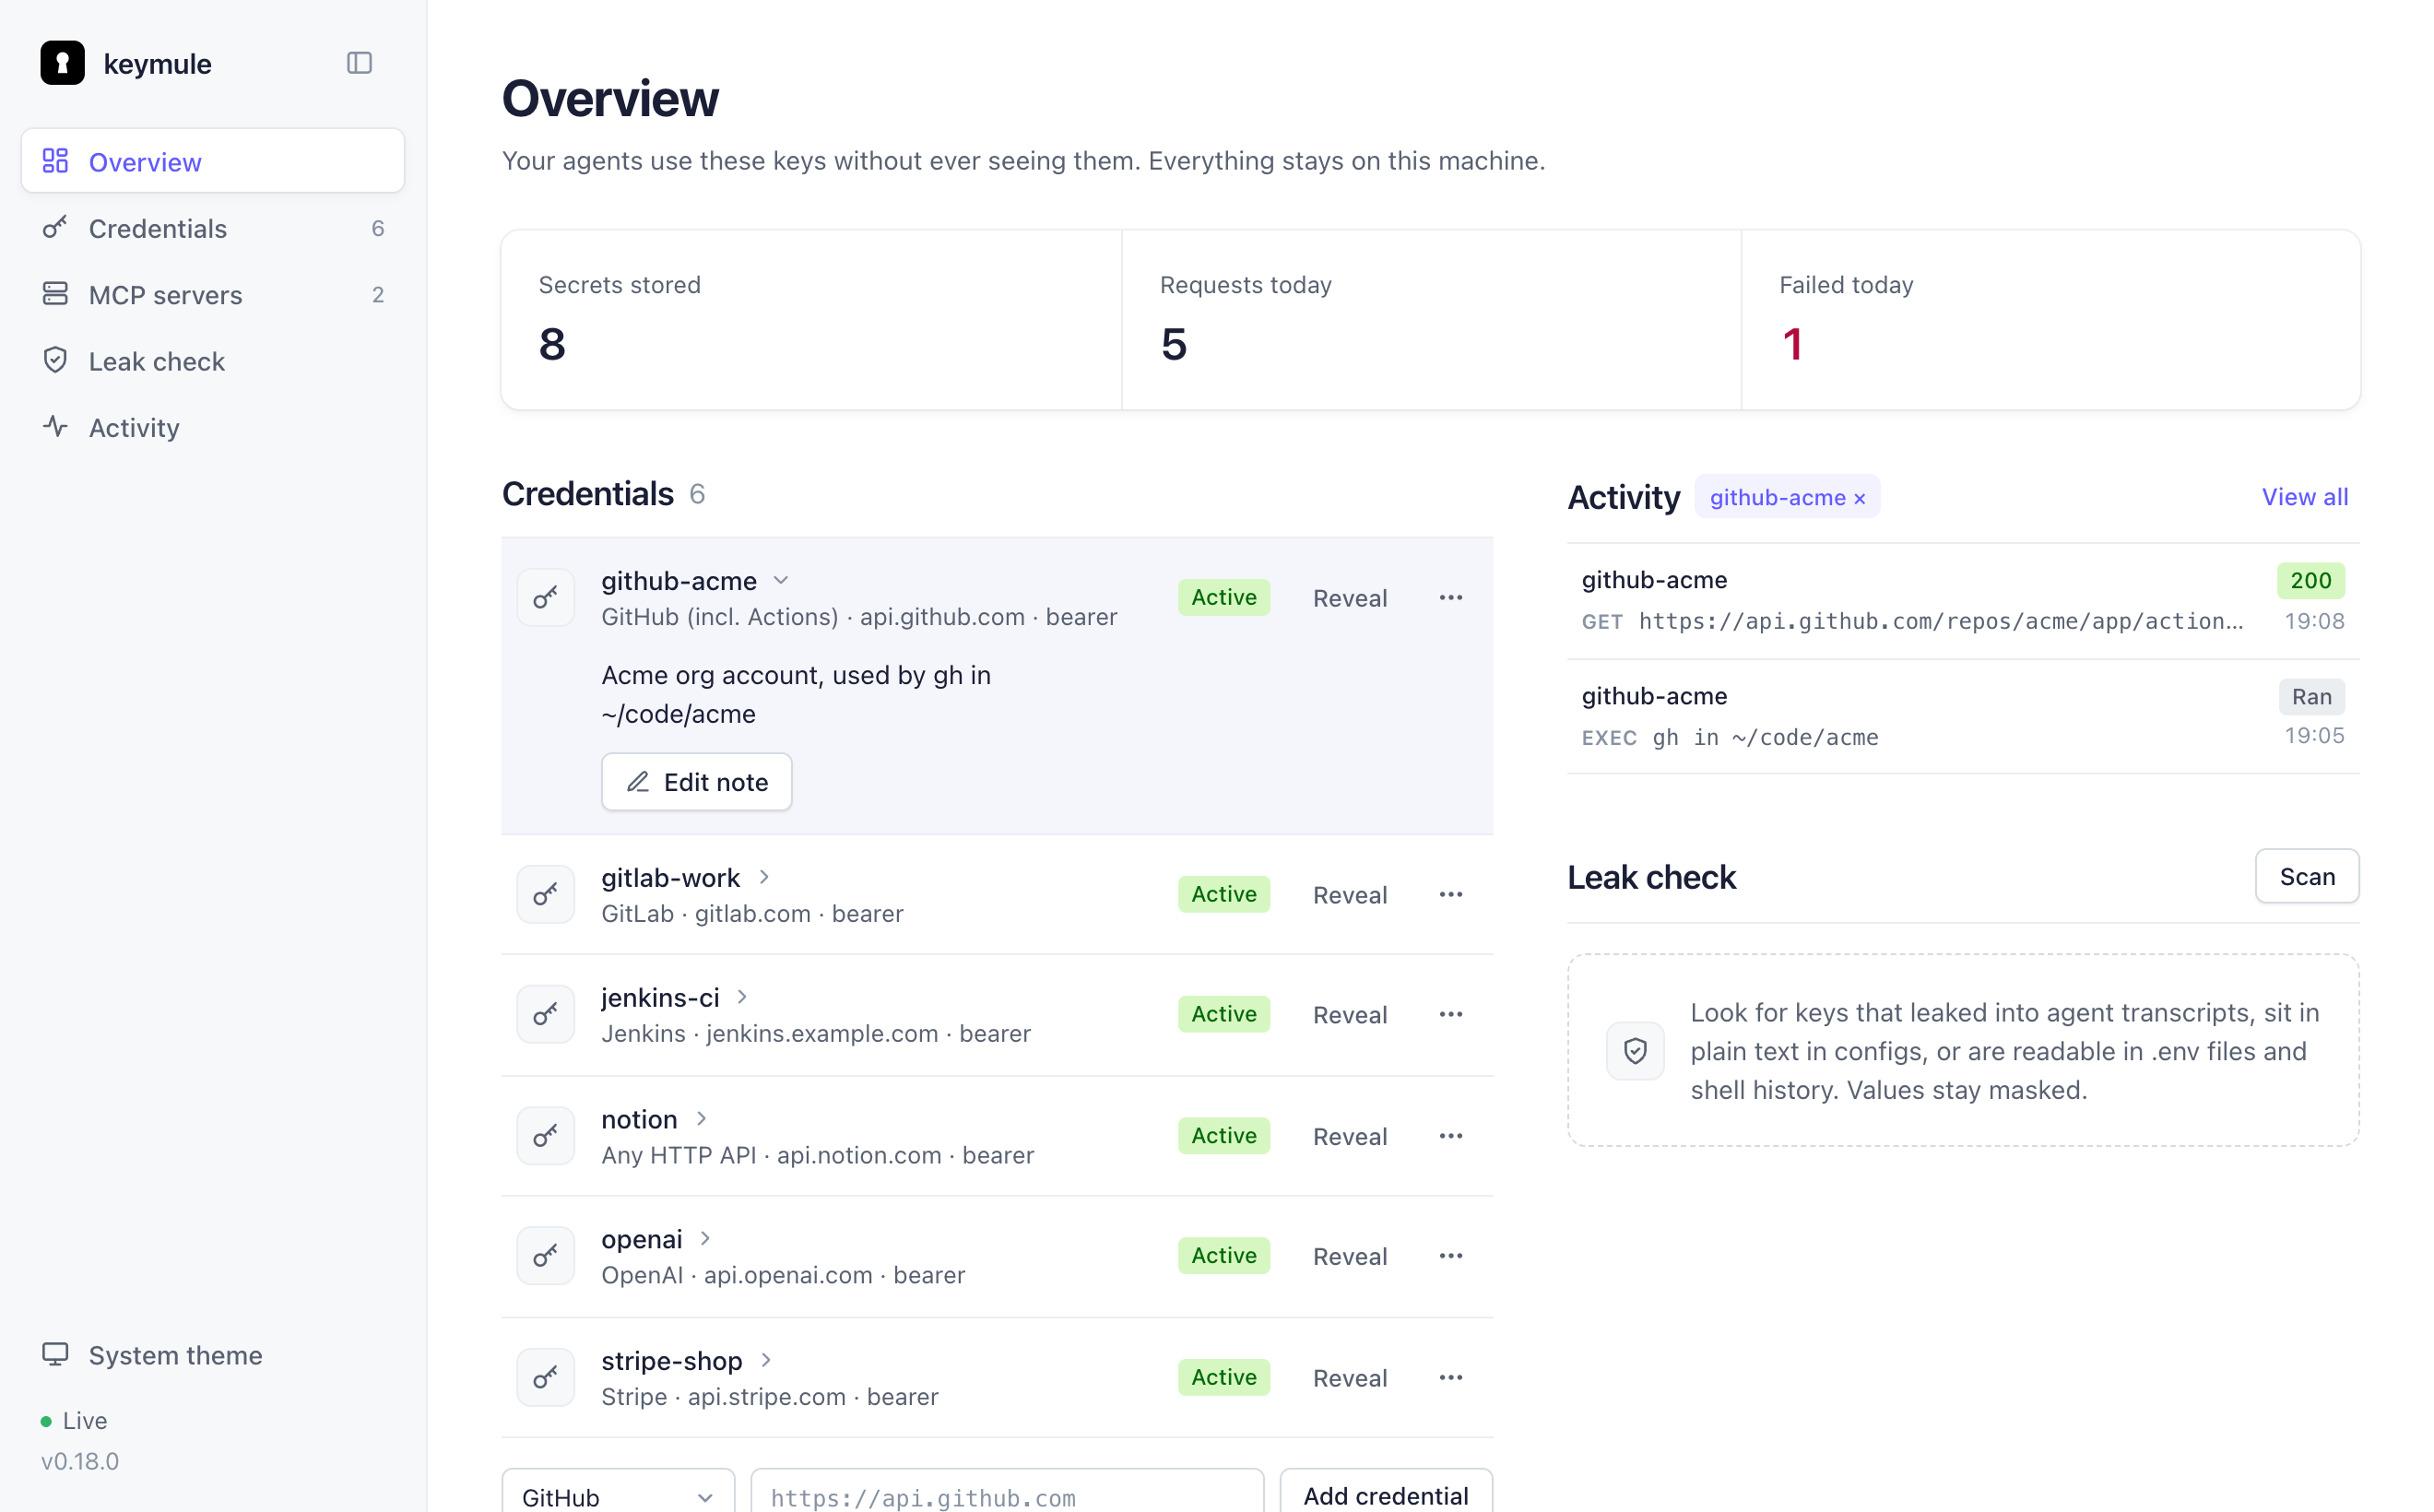 keymule
Overview
Credentials 6
MCP servers 2
Leak check
Activity
System theme
Live
v0.18.0
Overview
Your agents use these keys without ever seeing them. Everything stays on this machine.
Secrets stored
8
Requests today
5
Failed today
1
Credentials 6
github-acme
GitHub (incl. Actions) · api.github.com · bearer
Active Reveal
Acme org account, used by gh in
~/code/acme
Edit note
gitlab-work
GitLab · gitlab.com · bearer
Active Reveal
jenkins-ci
Jenkins · jenkins.example.com · bearer
Active Reveal
notion
Any HTTP API · api.notion.com · bearer
Active Reveal
openai
OpenAI · api.openai.com · bearer
Active Reveal
stripe-shop
Stripe · api.stripe.com · bearer
Active Reveal
GitHub https://api.github.com Add credential
Activity github-acme × View all
github-acme 200
GET https://api.github.com/repos/acme/app/action… 19:08
github-acme Ran
EXEC gh in ~/code/acme 19:05
Leak check Scan
Look for keys that leaked into agent transcripts, sit in
plain text in configs, or are readable in .env files and
shell history. Values stay masked.